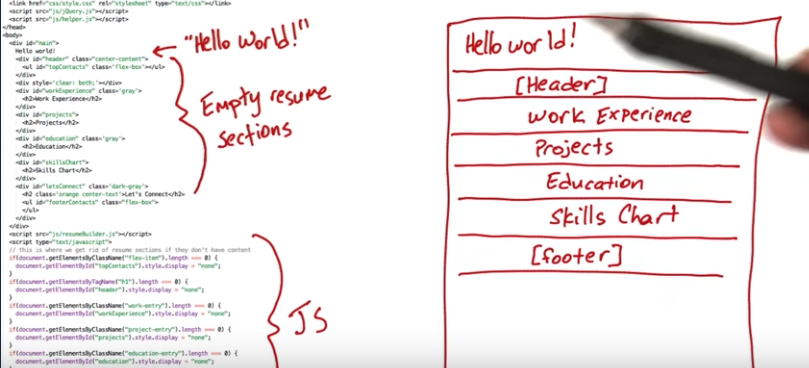 <link href="css/style.css" rel="stylesheet" type="text/css"></link>
<script src="js/jQuery.js"></script>
<script src="js/helper.js"></script>
</head>
<body>
<div id="main">
Hello world!
<div id="header" class="center-content">
<ul id="topContacts" class="flex-box"></ul>
</div>
<div style='clear: both;'></div>
<div id="workExperience" class='gray'>
<h2>Work Experience</h2>
</div>
<div id="projects">
<h2>Projects</h2>
</div>
<div id="education" class='gray'>
<h2>Education</h2>
</div>
<div id="skillsChart">
<h2>Skills Chart</h2>
</div>
<div id="letsConnect" class='dark-gray'>
<h2 class='orange center-text'>Let's Connect</h2>
<ul id="footerContacts" class="flex-box">
</ul>
</div>
</div>
<script src="js/resumeBuilder.js"></script>
<script type="text/javascript">
// this is where we get rid of resume sections if they don't have content
if(document.getElementsByClassName("flex-item").length === 0) {
document.getElementById("topContacts").style.display = "none";
}
if(document.getElementsByTagName("h1").length === 0) {
document.getElementById("header").style.display = "none";
}
if(document.getElementsByClassName("work-entry").length === 0) {
document.getElementById("workExperience").style.display = "none";
}
if(document.getElementsByClassName("project-entry").length === 0) {
document.getElementById("projects").style.display = "none";
}
if(document.getElementsByClassName("education-entry").length === 0) {
document.getElementById("education").style.display = "none";
"Hello World!"
Empty resume
sections
JS
Hello world!
[Header]
Work Experience
Projects
Education
Skills Chart
[footer]